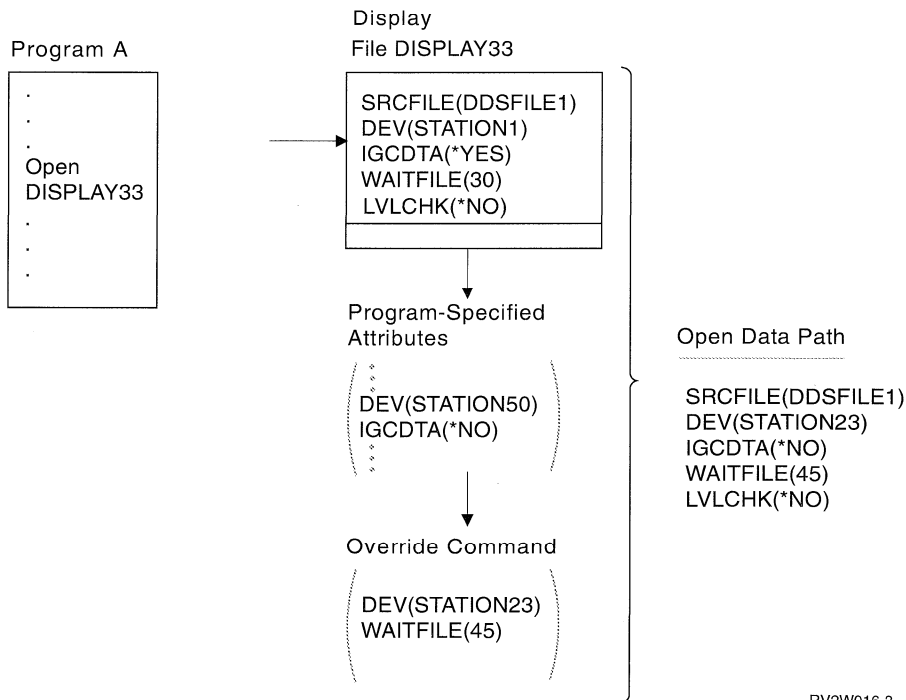 Program A
.
.
.
Open
DISPLAY33
.
.
.
Display
File DISPLAY33
SRCFILE(DDSFILE1)
DEV(STATION1)
IGCDTA(*YES)
WAITFILE(30)
LVLCHK(*NO)
Program-Specified
Attributes
DEV(STATION50)
IGCDTA(*NO)
Override Command
DEV(STATION23)
WAITFILE(45)
Open Data Path
SRCFILE(DDSFILE1)
DEV(STATION23)
IGCDTA(*NO)
WAITFILE(45)
LVLCHK(*NO)